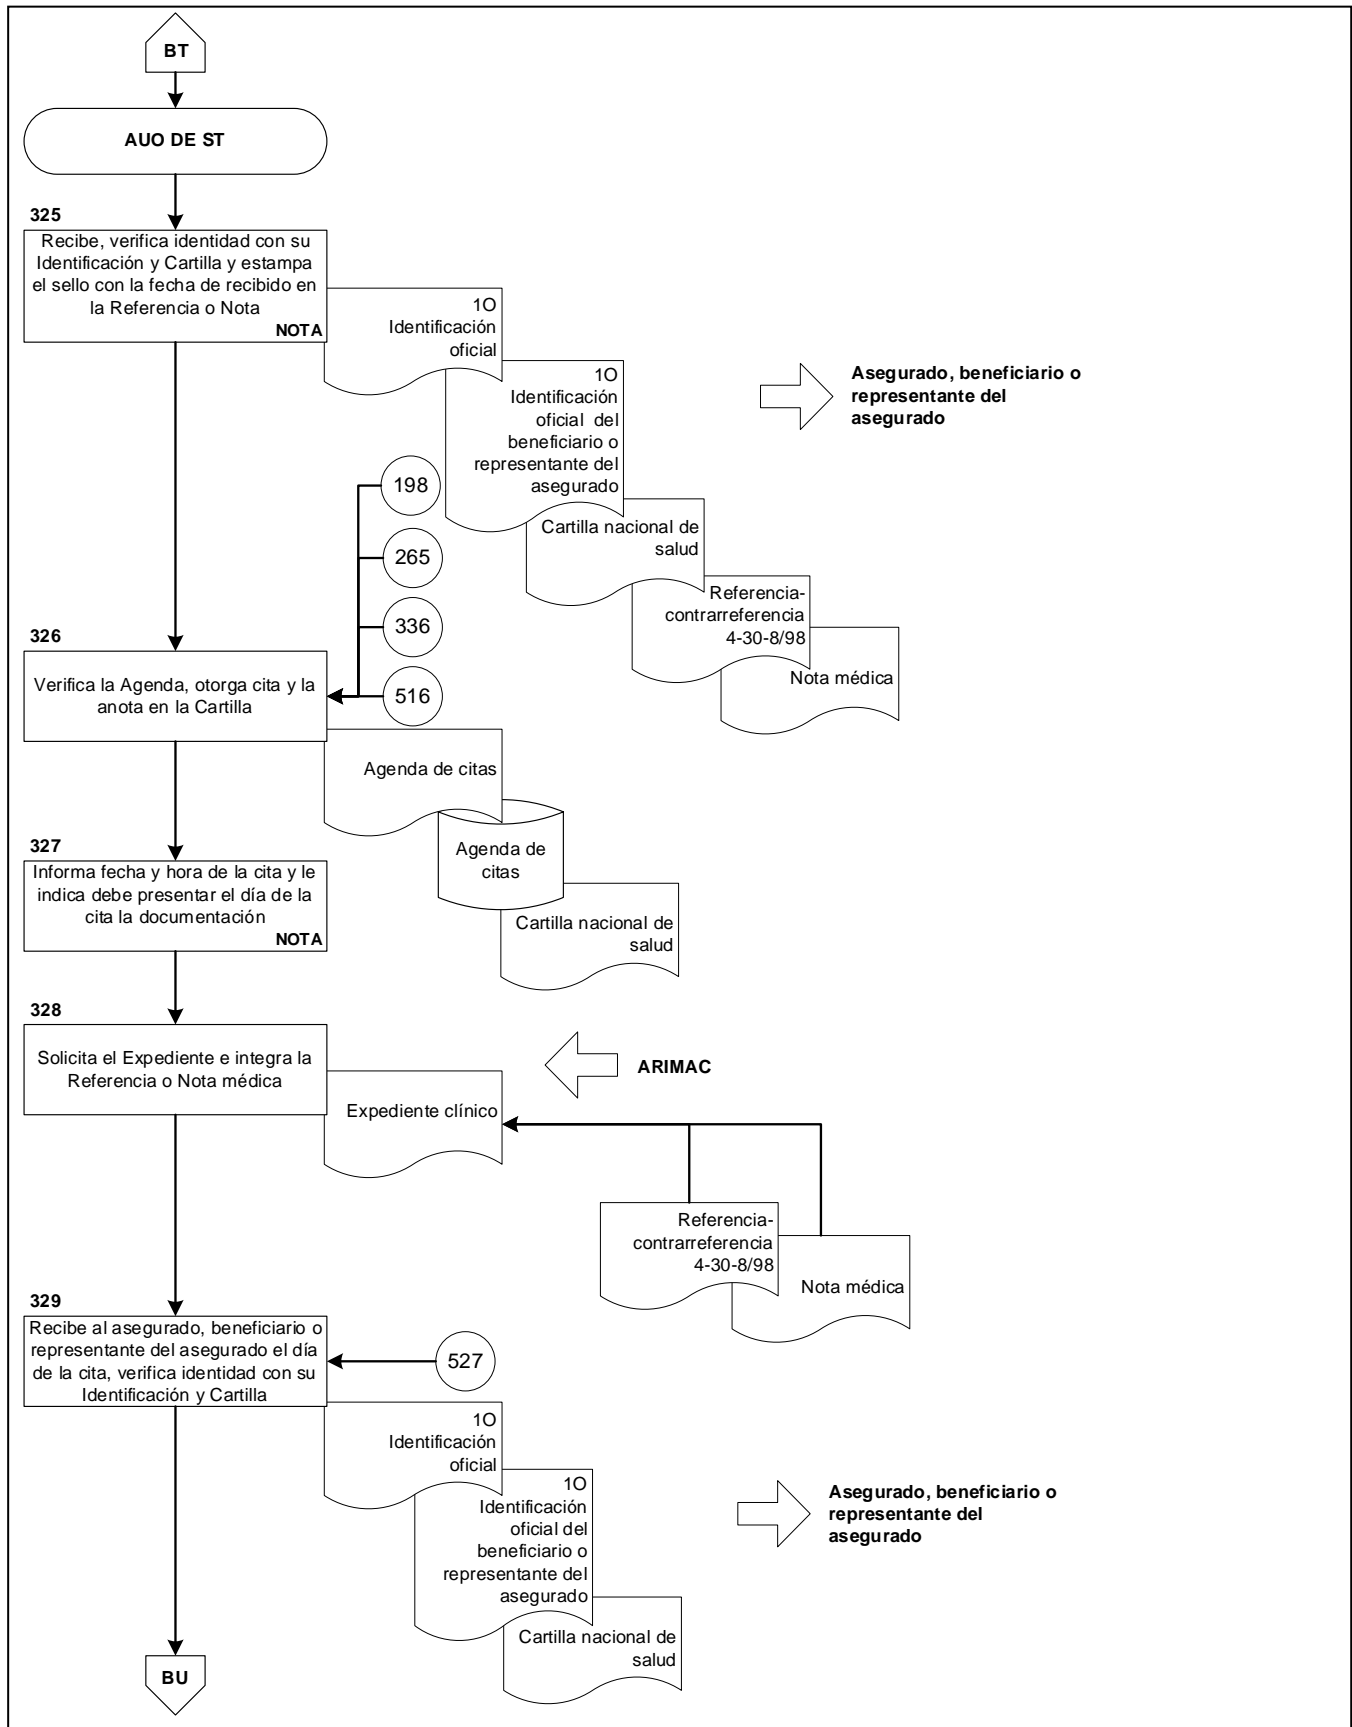 BT
AUO DE ST
325
Recibe, verifica identidad con su
Identificación y Cartilla y estampa
el sello con la fecha de recibido en
la Referencia o Nota
NOTA
1O
Identificación
oficial
1O
Identificación
oficial del
beneficiario o
representante del
asegurado
Asegurado, beneficiario o
representante del
asegurado
Cartilla nacional de
salud
Referencia-
contrarreferencia
4-30-8/98
Nota médica
198
265
336
516
326
Verifica la Agenda, otorga cita y la
anota en la Cartilla
Agenda de citas
Agenda de
citas
Cartilla nacional de
salud
327
Informa fecha y hora de la cita y le
indica debe presentar el día de la
cita la documentación
NOTA
328
Solicita el Expediente e integra la
Referencia o Nota médica
ARIMAC
Expediente clínico
Referencia-
contrarreferencia
4-30-8/98
Nota médica
329
Recibe al asegurado, beneficiario o
representante del asegurado el día
de la cita, verifica identidad con su
Identificación y Cartilla
527
1O
Identificación
oficial
1O
Identificación
oficial del
beneficiario o
representante del
asegurado
Asegurado, beneficiario o
representante del
asegurado
Cartilla nacional de
salud
BU